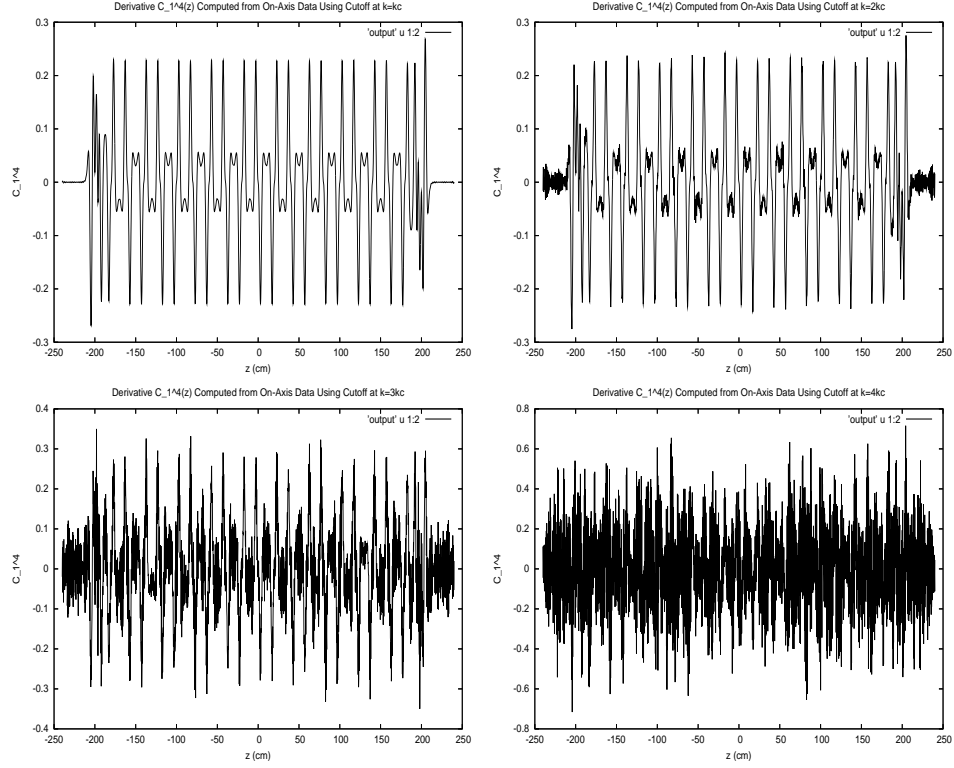 Derivative C_1^4(z) Computed from On-Axis Data Using Cutoff at k=kc
'output' u 1:2
0.3
0.2
0.1
0
-0.1
-0.2
-0.3
C_1^4
-250 -200 -150 -100 -50 0 50 100 150 200 250
z (cm)
Derivative C_1^4(z) Computed from On-Axis Data Using Cutoff at k=2kc
'output' u 1:2
0.3
0.2
0.1
0
-0.1
-0.2
-0.3
C_1^4
-250 -200 -150 -100 -50 0 50 100 150 200 250
z (cm)
Derivative C_1^4(z) Computed from On-Axis Data Using Cutoff at k=3kc
'output' u 1:2
0.4
0.3
0.2
0.1
0
-0.1
-0.2
-0.3
-0.4
C_1^4
-250 -200 -150 -100 -50 0 50 100 150 200 250
z (cm)
Derivative C_1^4(z) Computed from On-Axis Data Using Cutoff at k=4kc
'output' u 1:2
0.8
0.6
0.4
0.2
0
-0.2
-0.4
-0.6
-0.8
C_1^4
-250 -200 -150 -100 -50 0 50 100 150 200 250
z (cm)